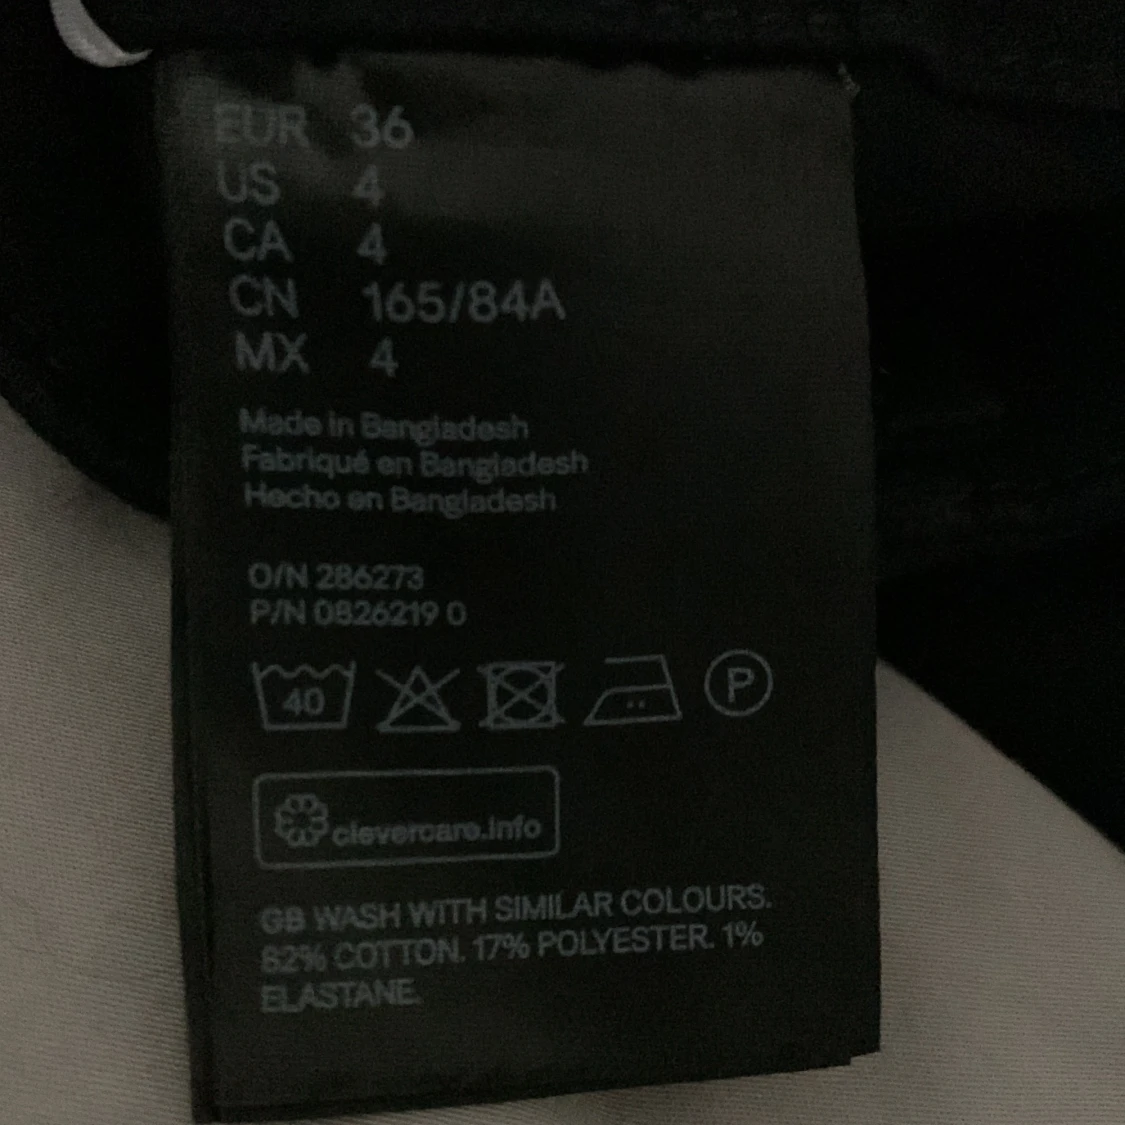 EUR 36
US 4
CA 4
CN 165/84A
MX 4
Made in Bangladesh
Fabriqué en Bangladesh
Hecho en Bangladesh
O/N 286273
P/N 0826219 0
40
P
clevercare.info
GB WASH WITH SIMILAR COLOURS.
82% COTTON. 17% POLYESTER. 1%
ELASTANE.